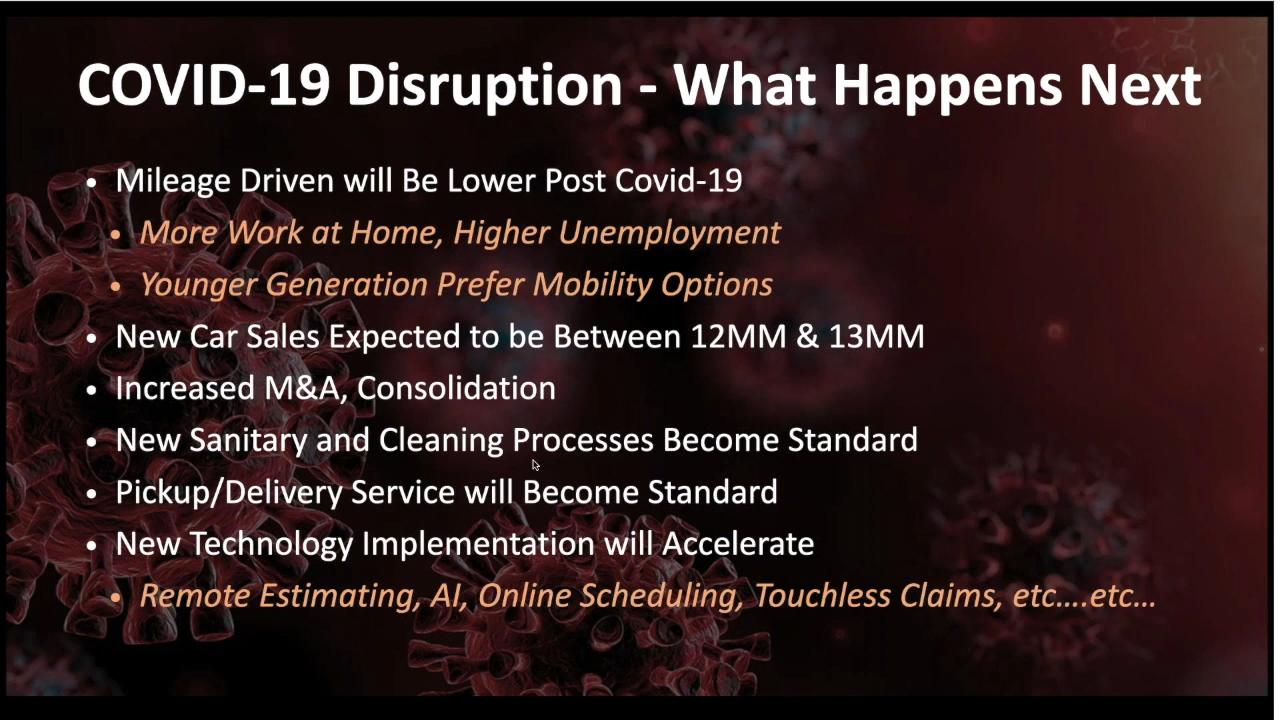 COVID-19 Disruption - What Happens Next
• Mileage Driven will Be Lower Post Covid-19
• More Work at Home, Higher Unemployment
• Younger Generation Prefer Mobility Options
• New Car Sales Expected to be Between 12MM & 13MM
• Increased M&A, Consolidation
• New Sanitary and Cleaning Processes Become Standard
• Pickup/Delivery Service will Become Standard
• New Technology Implementation will Accelerate
• Remote Estimating, AI, Online Scheduling, Touchless Claims, etc….etc…